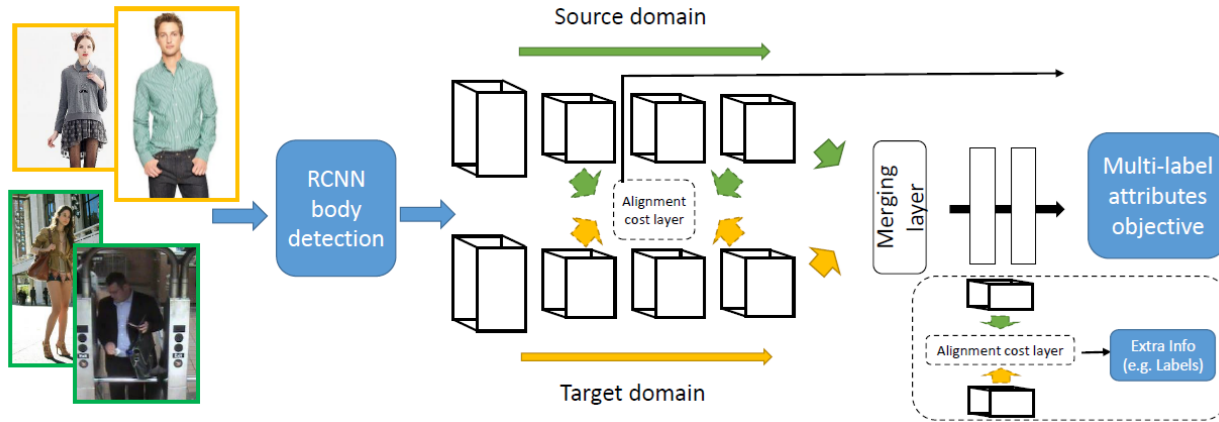 Source domain
RCNN
body
detection
Alignment
cost layer
Merging
layer
Multi-label
attributes
objective
Alignment cost layer
Extra Info
(e.g. Labels)
Target domain